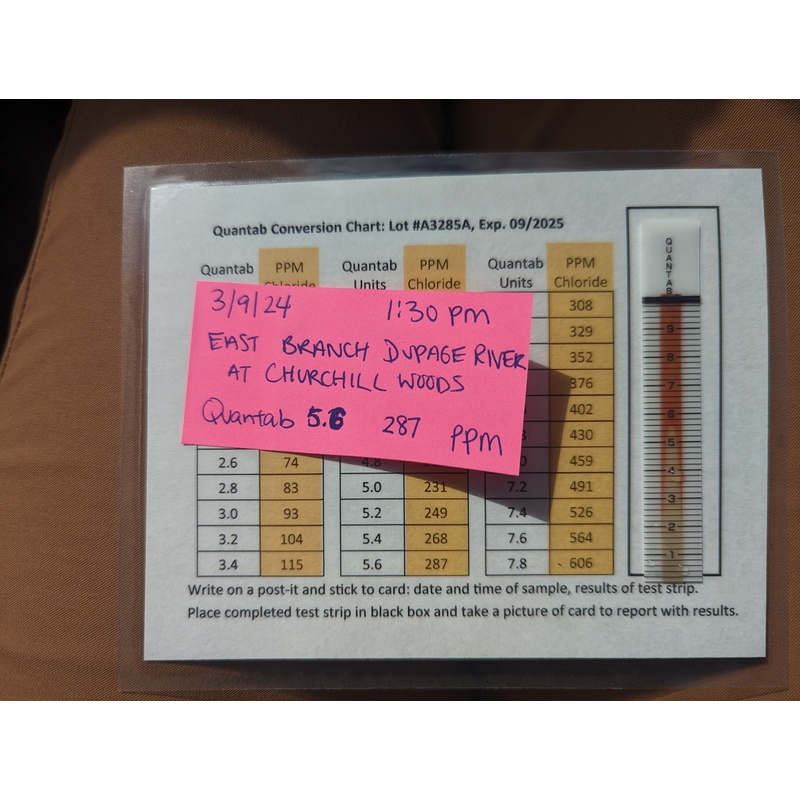 Quantab Conversion Chart: Lot #A3285A, Exp. 09/2025
Quantab PPM Quantab PPM Quantab PPM
Chloride Units Chloride Units Chloride
308
329
352
376
402
430
459
2.6 74 4.8 7.2 491
2.8 83 5.0 231 7.4 526
3.0 93 5.2 249 7.6 564
3.2 104 5.4 268 7.8 606
3.4 115 5.6 287
3/9/24 1:30 pm
EAST BRANCH DUPAGE RIVER
AT CHURCHILL WOODS
Quantab 5.6 287 PPM
QUANTAB
9
8
7
6
5
4
3
2
1
Write on a post-it and stick to card: date and time of sample, results of test strip.
Place completed test strip in black box and take a picture of card to report with results.